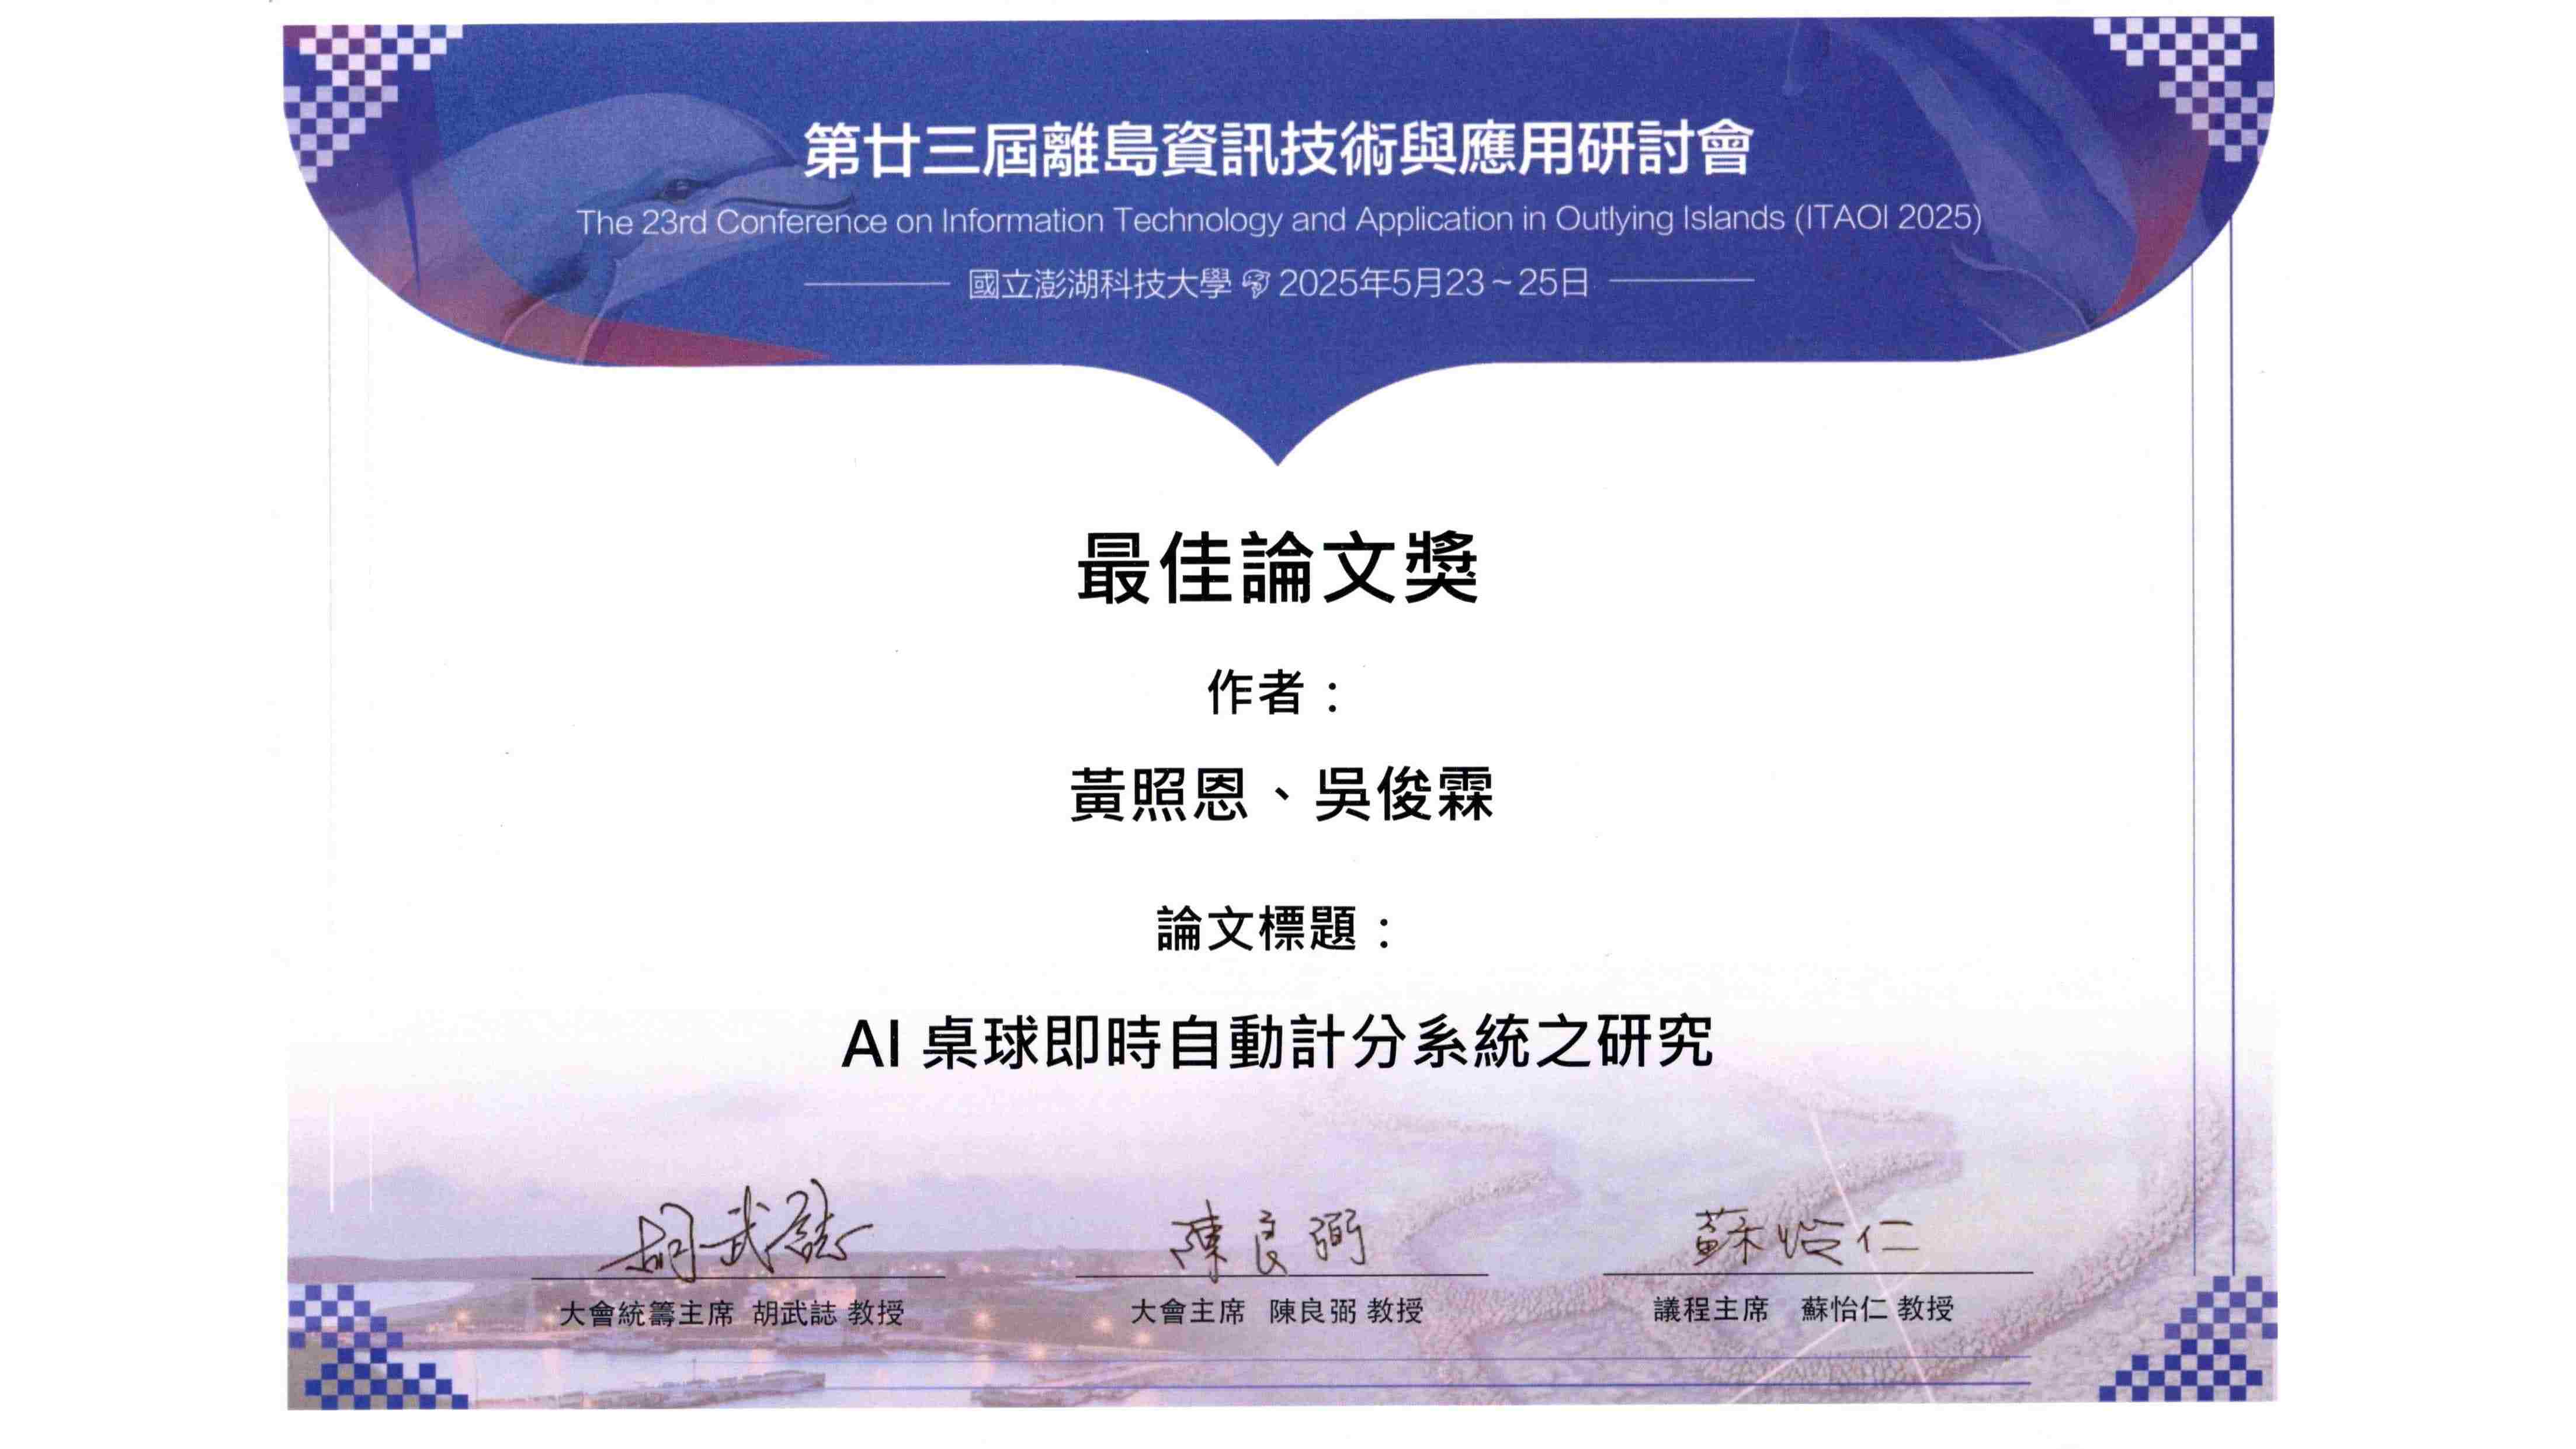 第廿三屆離島資訊技術與應用研討會
The 23rd Conference on Information Technology and Application in Outlying Islands (ITAOI 2025)
國立澎湖科技大學 2025年5月23~25日
最佳論文獎
作者：
黃照恩、吳俊霖
論文標題：
AI 桌球即時自動計分系統之研究
胡武誌 陳良弼 蘇怡仁
大會統籌主席 胡武誌 教授 大會主席 陳良弼 教授 議程主席 蘇怡仁 教授